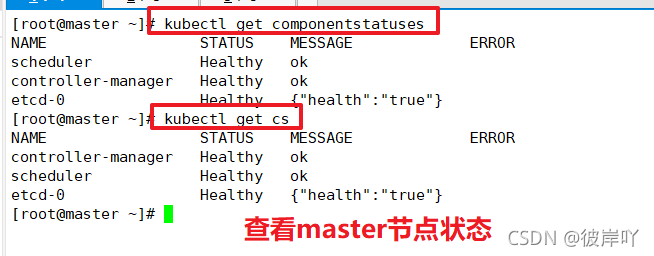 [root@master ~]# kubectl get componentstatuses
NAME STATUS MESSAGE ERROR
scheduler Healthy ok
controller-manager Healthy ok
etcd-0 Healthy {"health":"true"}
[root@master ~]# kubectl get cs
NAME STATUS MESSAGE ERROR
controller-manager Healthy ok
scheduler Healthy ok
etcd-0 Healthy {"health":"true"}
[root@master ~]#
查看master节点状态
CSDN @彼岸吖